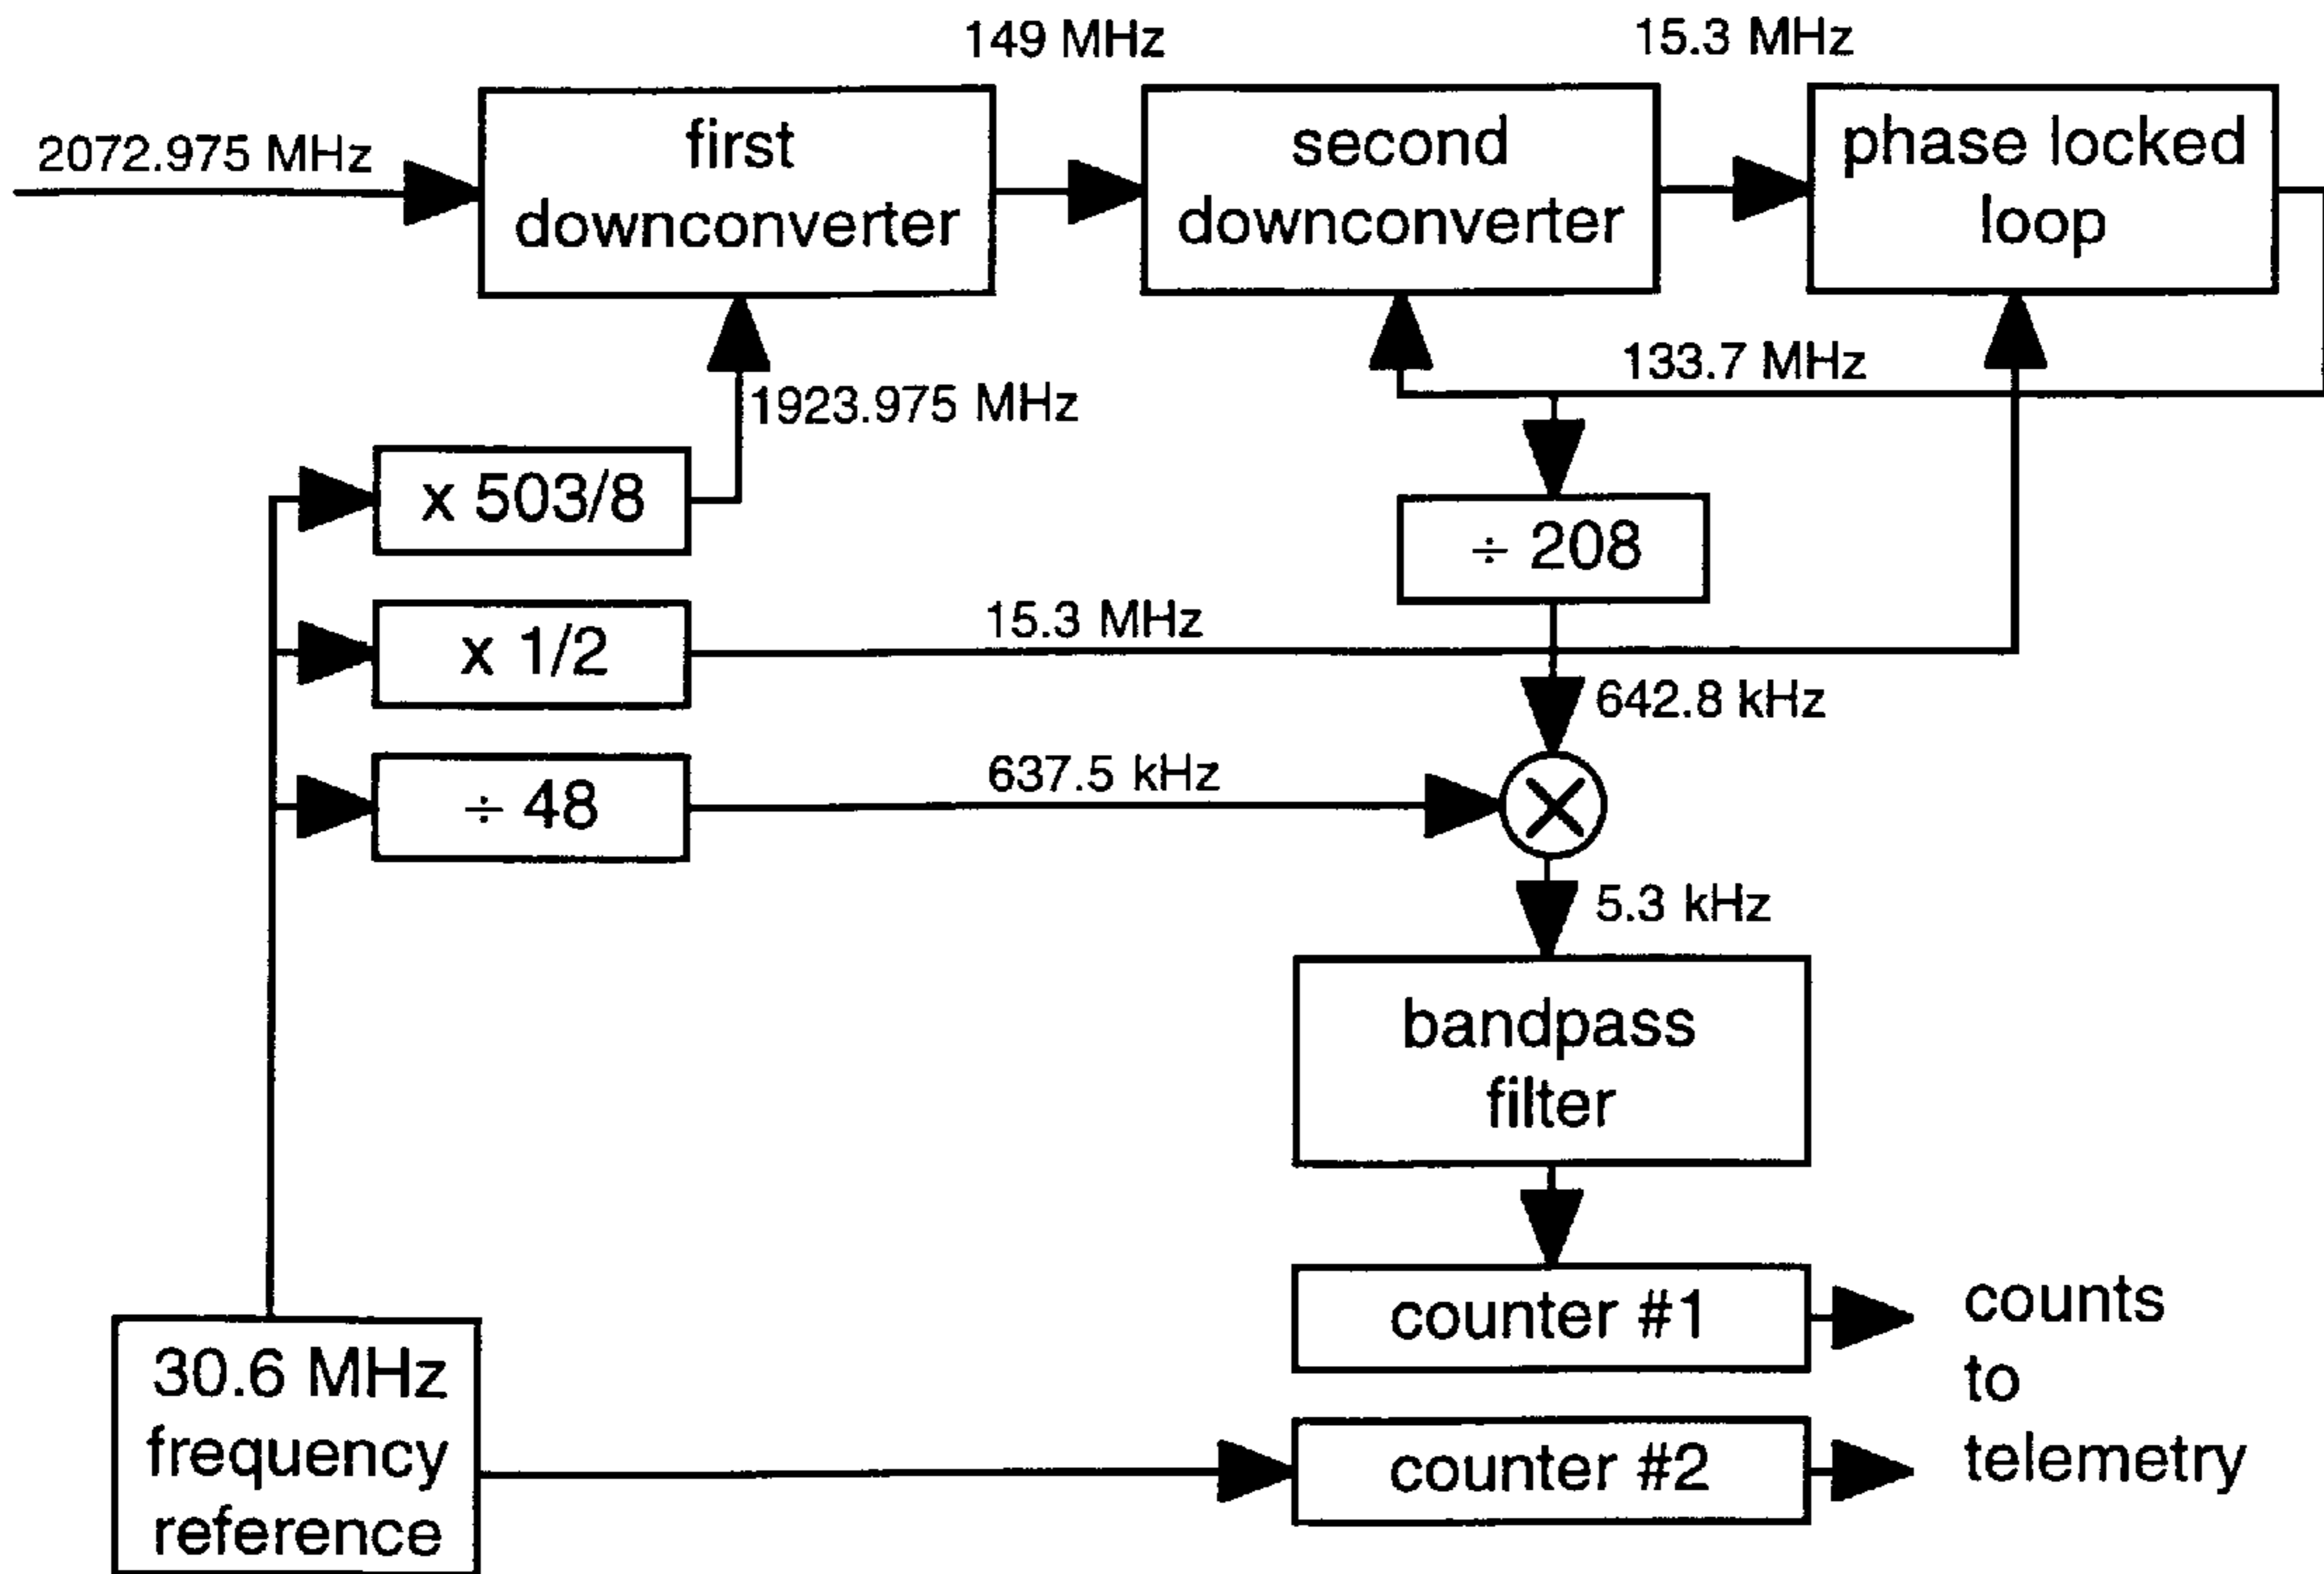 149 MHz
15.3 MHz
2072.975 MHz
first
downconverter
second
downconverter
phase locked
loop
133.7 MHz
1923.975 MHz
x 503/8
÷ 208
15.3 MHz
x 1/2
642.8 kHz
637.5 kHz
÷ 48
5.3 kHz
bandpass
filter
counter #1
counts
to
telemetry
30.6 MHz
frequency
reference
counter #2